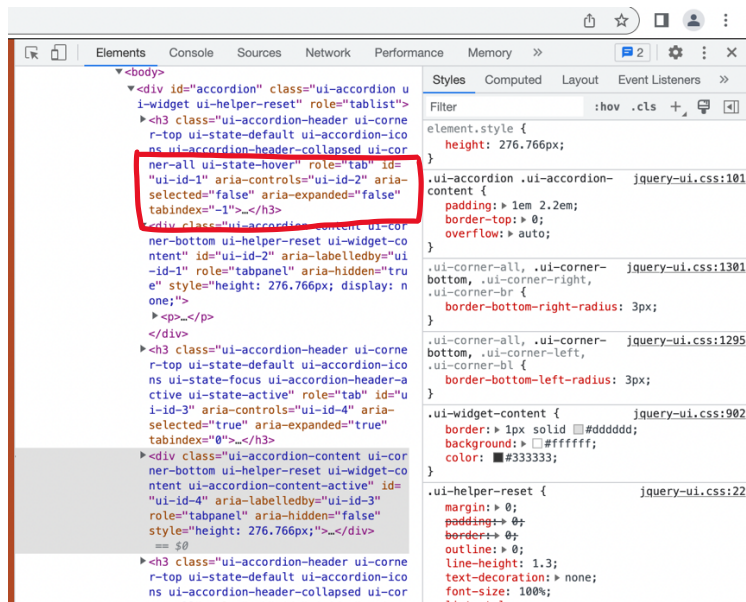 2
Elements Console Sources Network Performance Memory »
<body>
<div id="accordion" class="ui-accordion u
i-widget ui-helper-reset" role="tablist">
<h3 class="ui-accordion-header ui-corne
r-top ui-state-default ui-accordion-ico
ns ui-accordion-header-collapsed ui-cor
ner-all ui-state-hover" role="tab" id=
"ui-id-1" aria-controls="ui-id-2" aria-
selected="false" aria-expanded="false"
tabindex="-1">…</h3>
<div class="ui-accordion-content ui-cor
ner-bottom ui-helper-reset ui-widget-co
ntent" id="ui-id-2" aria-labelledby="ui
-id-1" role="tabpanel" aria-hidden="tru
e" style="height: 276.766px; display: n
one;">
<p>…</p>
</div>
<h3 class="ui-accordion-header ui-corne
r-top ui-state-default ui-accordion-ico
ns ui-state-focus ui-accordion-header-a
ctive ui-state-active" role="tab" id="u
i-id-3" aria-controls="ui-id-4" aria-
selected="true" aria-expanded="true"
tabindex="0">…</h3>
<div class="ui-accordion-content ui-cor
ner-bottom ui-helper-reset ui-widget-co
ntent ui-accordion-content-active" id=
"ui-id-4" aria-labelledby="ui-id-3"
role="tabpanel" aria-hidden="false"
style="height: 276.766px;">…</div>
== $0
<h3 class="ui-accordion-header ui-corne
r-top ui-state-default ui-accordion-ico
ns ui-accordion-header-collapsed ui-cor
Styles Computed Layout Event Listeners »
Filter :hov .cls +
element.style {
height: 276.766px;
}
.ui-accordion .ui-accordion- jquery-ui.css:101
content {
padding: 1em 2.2em;
border-top: 0;
overflow: auto;
}
.ui-corner-all, .ui-corner- jquery-ui.css:1301
bottom, .ui-corner-right,
.ui-corner-br {
border-bottom-right-radius: 3px;
}
.ui-corner-all, .ui-corner- jquery-ui.css:1295
bottom, .ui-corner-left,
.ui-corner-bl {
border-bottom-left-radius: 3px;
}
.ui-widget-content { jquery-ui.css:902
border: 1px solid #dddddd;
background: #ffffff;
color: #333333;
}
.ui-helper-reset { jquery-ui.css:22
margin: 0;
padding: 0;
border: 0;
outline: 0;
line-height: 1.3;
text-decoration: none;
font-size: 100%;